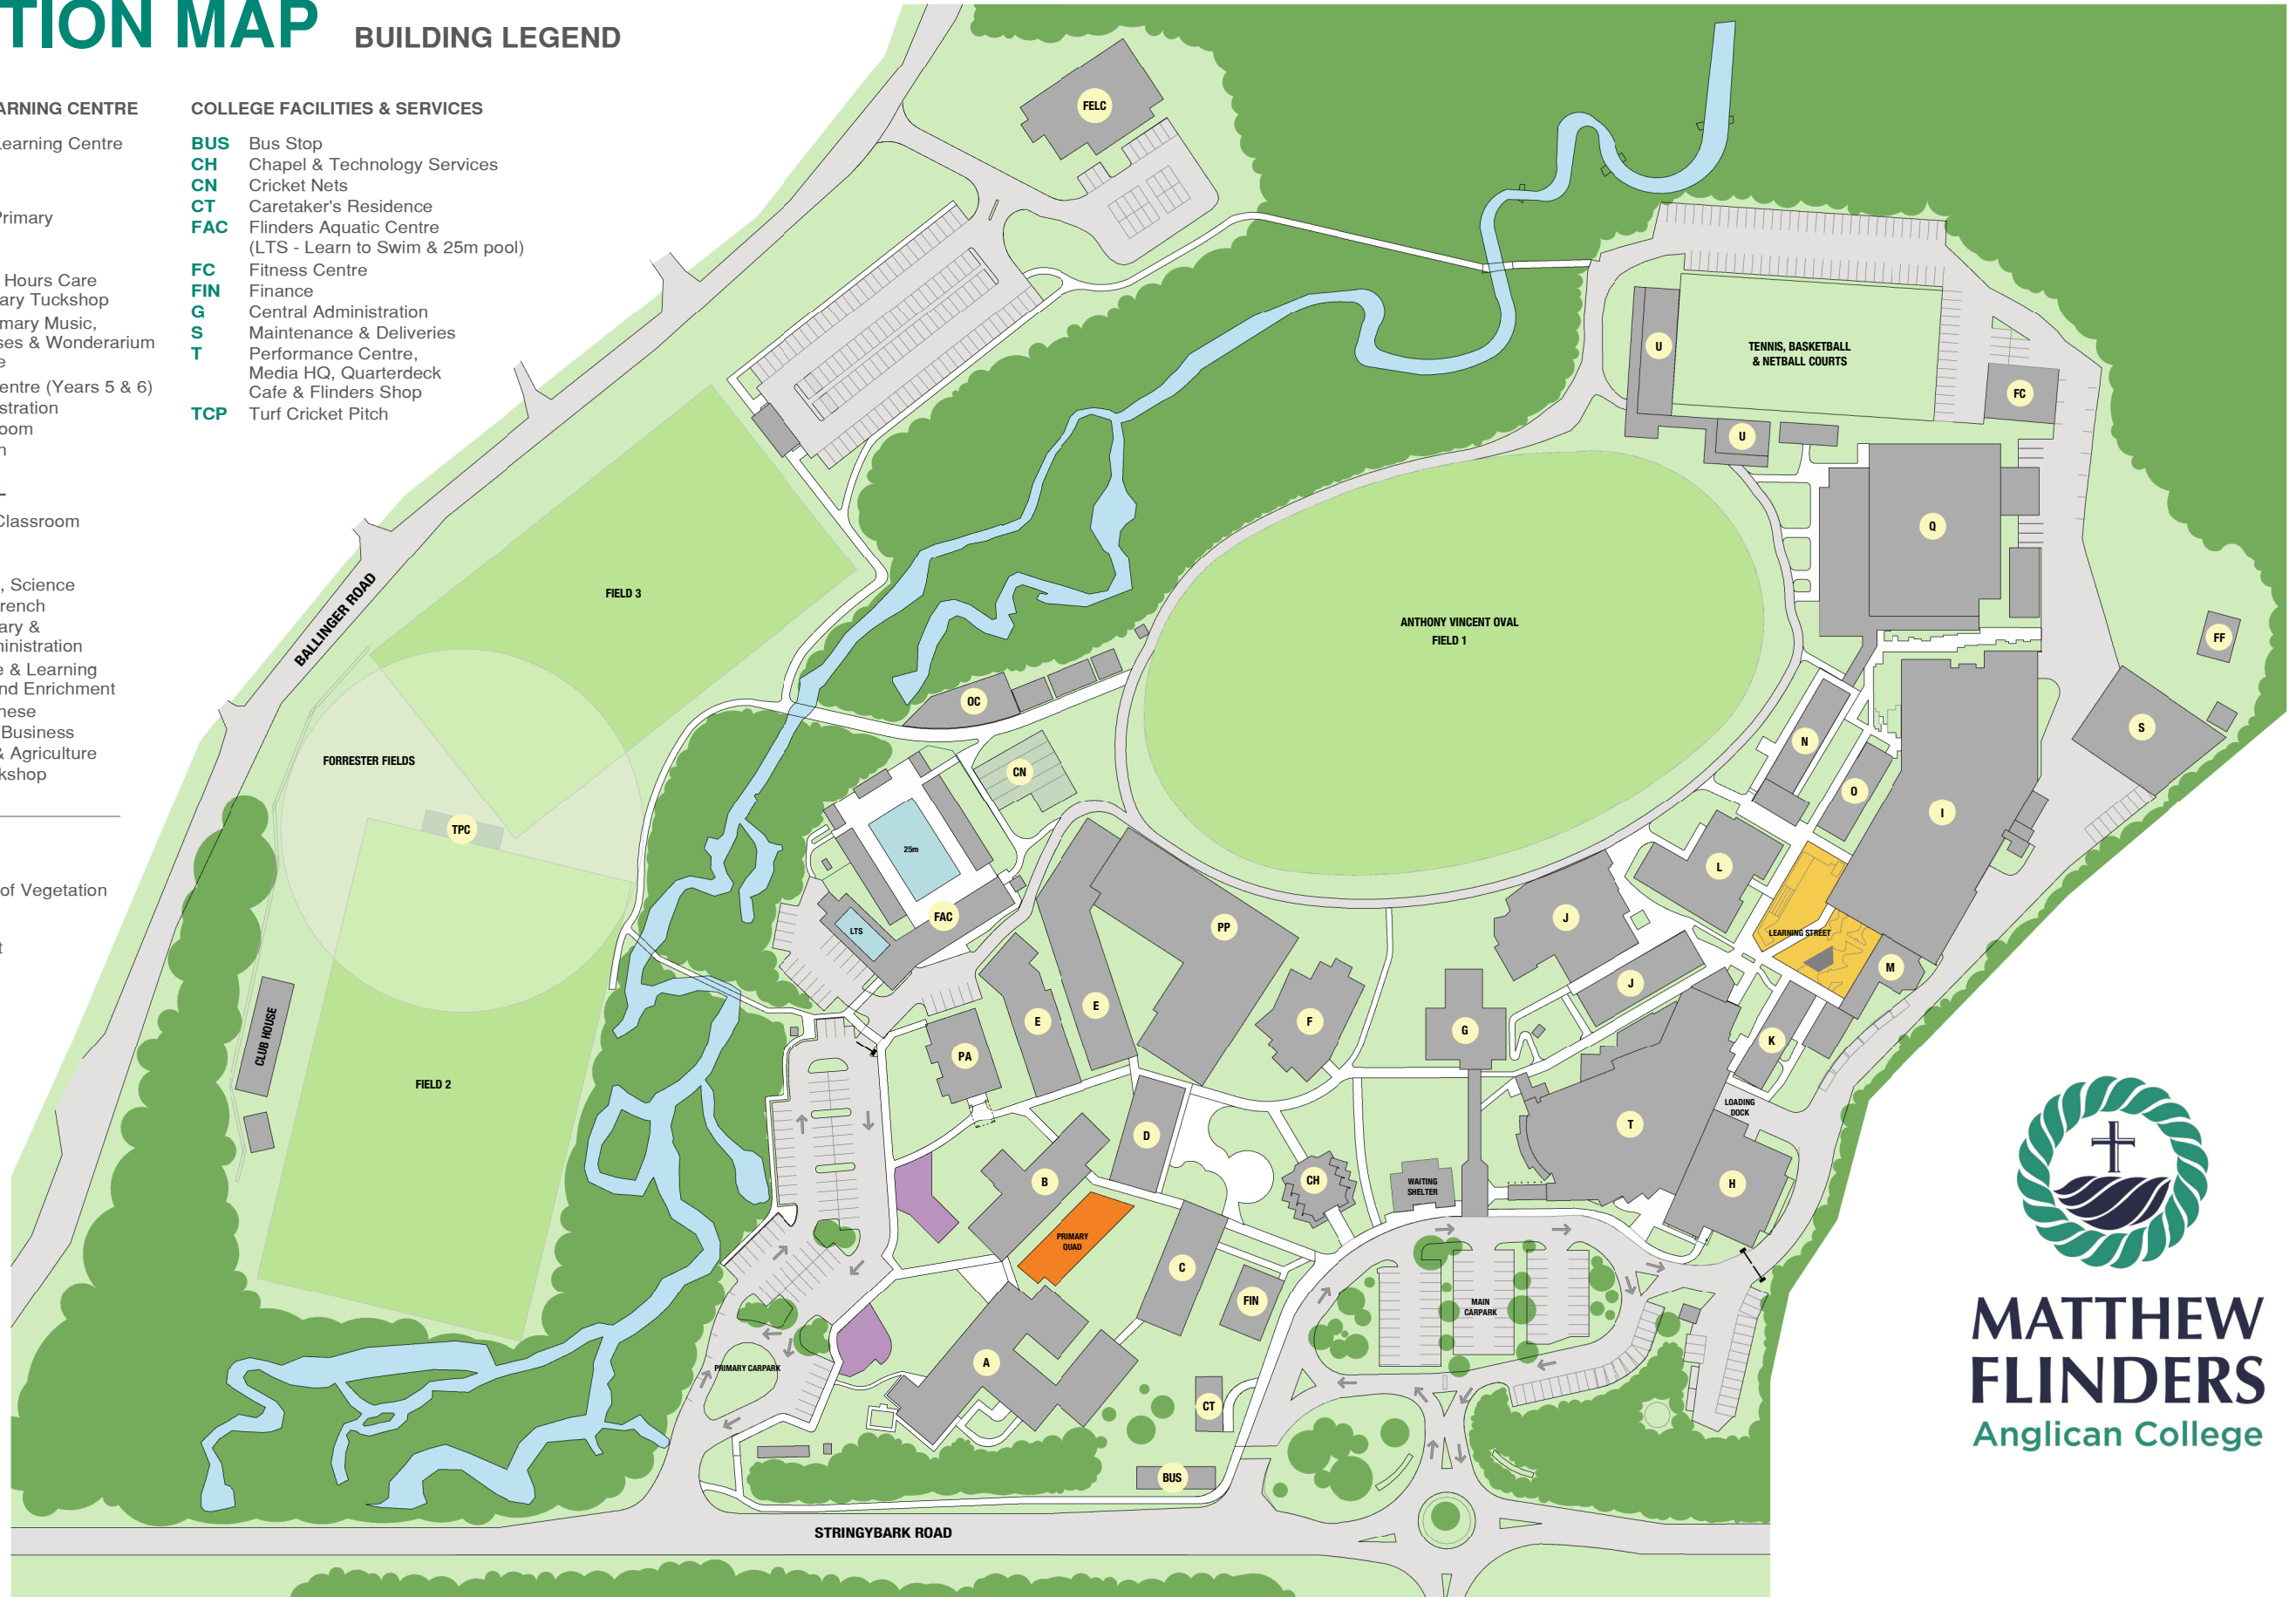 TION MAP
BUILDING LEGEND
ARNING CENTRE
Learning Centre
Primary
Hours Care
ary Tuckshop
mary Music,
ses & Wonderarium
e
entre (Years 5 & 6)
stration
oom
n
Classroom
, Science
rench
ary &
ministration
e & Learning
nd Enrichment
nese
Business
& Agriculture
kshop
of Vegetation
t
COLLEGE FACILITIES & SERVICES
BUS Bus Stop
CH Chapel & Technology Services
CN Cricket Nets
CT Caretaker's Residence
FAC Flinders Aquatic Centre
(LTS - Learn to Swim & 25m pool)
FC Fitness Centre
FIN Finance
G Central Administration
S Maintenance & Deliveries
T Performance Centre,
Media HQ, Quarterdeck
Cafe & Flinders Shop
TCP Turf Cricket Pitch
FELC
U
TENNIS, BASKETBALL
& NETBALL COURTS
FC
U
Q
FF
S
BALLINGER ROAD
FIELD 3
ANTHONY VINCENT OVAL
FIELD 1
OC
CN
N
O
I
FORRESTER FIELDS
TPC
25m
FAC
LTS
PP
L
J
LEARNING STREET
M
J
K
CLUB HOUSE
FIELD 2
PA
E
E
F
G
T
LOADING
DOCK
H
D
B
CH
WAITING
SHELTER
PRIMARY
QUAD
C
FIN
MAIN
CARPARK
PRIMARY CARPARK
A
CT
BUS
STRINGYBARK ROAD
MATTHEW
FLINDERS
Anglican College